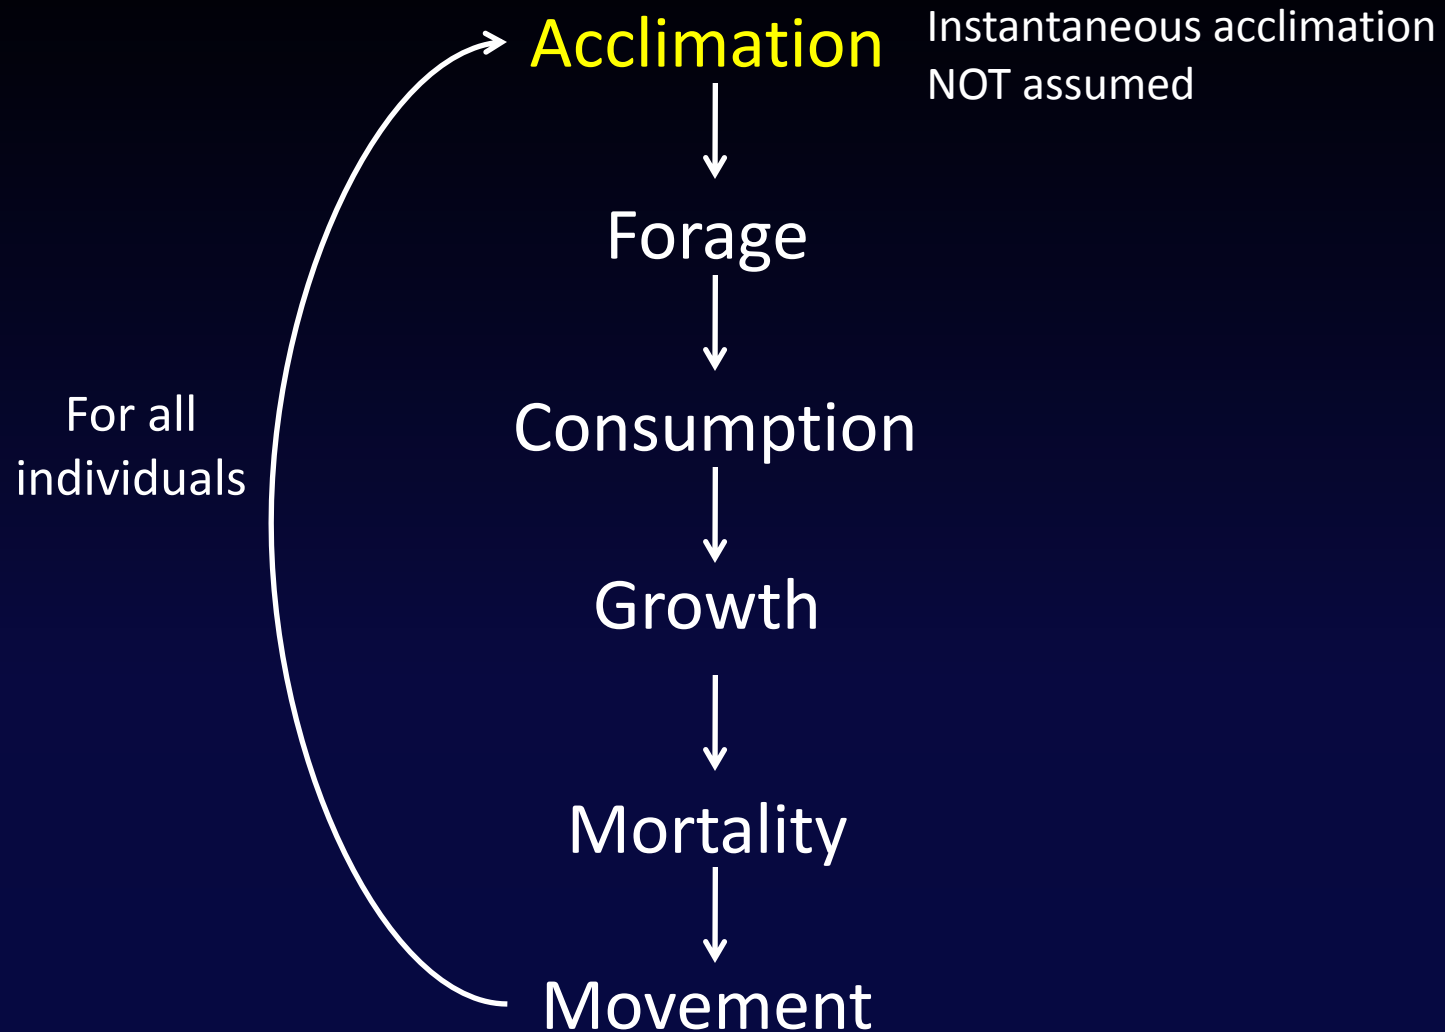 Acclimation
Instantaneous acclimation
NOT assumed
Forage
For all
individuals
Consumption
Growth
Mortality
Movement